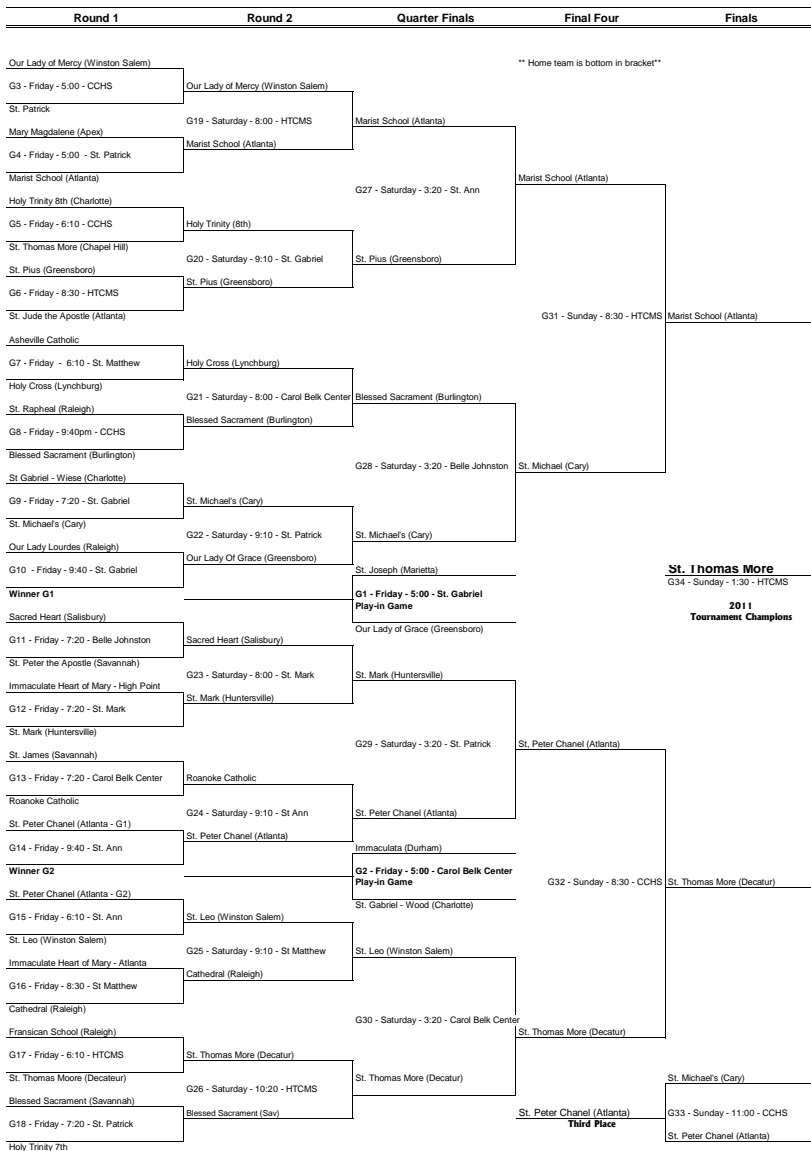 Round 1 Round 2 Quarter Finals Final Four Finals
Our Lady of Mercy (Winston Salem) ** Home team is bottom in bracket**
G3 - Friday - 5:00 - CCHS Our Lady of Mercy (Winston Salem)
St. Patrick
G19 - Saturday - 8:00 - HTCMS Marist School (Atlanta)
Mary Magdalene (Apex)
Marist School (Atlanta)
G4 - Friday - 5:00 - St. Patrick
Marist School (Atlanta) Marist School (Atlanta)
G27 - Saturday - 3:20 - St. Ann
Holy Trinity 8th (Charlotte)
G5 - Friday - 6:10 - CCHS Holy Trinity (8th)
St. Thomas More (Chapel Hill)
G20 - Saturday - 9:10 - St. Gabriel St. Pius (Greensboro)
St. Pius (Greensboro)
St. Pius (Greensboro)
G6 - Friday - 8:30 - HTCMS
St. Jude the Apostle (Atlanta) G31 - Sunday - 8:30 - HTCMS Marist School (Atlanta)
Asheville Catholic
G7 - Friday - 6:10 - St. Matthew Holy Cross (Lynchburg)
Holy Cross (Lynchburg)
G21 - Saturday - 8:00 - Carol Belk Center Blessed Sacrament (Burlington)
St. Rapheal (Raleigh)
Blessed Sacrament (Burlington)
G8 - Friday - 9:40pm - CCHS
Blessed Sacrament (Burlington)
G28 - Saturday - 3:20 - Belle Johnston St. Michael (Cary)
St Gabriel - Wiese (Charlotte)
G9 - Friday - 7:20 - St. Gabriel St. Michael's (Cary)
St. Michael's (Cary)
G22 - Saturday - 9:10 - St. Patrick St. Michael's (Cary)
Our Lady Lourdes (Raleigh)
Our Lady Of Grace (Greensboro)
G10 - Friday - 9:40 - St. Gabriel St. Joseph (Marietta) St. Thomas More
G34 - Sunday - 1:30 - HTCMS
Winner G1 G1 - Friday - 5:00 - St. Gabriel
Play-in Game 2011
Sacred Heart (Salisbury) Tournament Champions
Our Lady of Grace (Greensboro)
G11 - Friday - 7:20 - Belle Johnston Sacred Heart (Salisbury)
St. Peter the Apostle (Savannah)
G23 - Saturday - 8:00 - St. Mark St. Mark (Huntersville)
Immaculate Heart of Mary - High Point
St. Mark (Huntersville)
G12 - Friday - 7:20 - St. Mark
St. Mark (Huntersville)
G29 - Saturday - 3:20 - St. Patrick St, Peter Chanel (Atlanta)
St. James (Savannah)
G13 - Friday - 7:20 - Carol Belk Center Roanoke Catholic
Roanoke Catholic
G24 - Saturday - 9:10 - St Ann St. Peter Chanel (Atlanta)
St. Peter Chanel (Atlanta - G1)
St. Peter Chanel (Atlanta)
G14 - Friday - 9:40 - St. Ann Immaculata (Durham)
Winner G2 G2 - Friday - 5:00 - Carol Belk Center
Play-in Game G32 - Sunday - 8:30 - CCHS St. Thomas More (Decatur)
St. Peter Chanel (Atlanta - G2)
St. Gabriel - Wood (Charlotte)
G15 - Friday - 6:10 - St. Ann St. Leo (Winston Salem)
St. Leo (Winston Salem)
G25 - Saturday - 9:10 - St Matthew St. Leo (Winston Salem)
Immaculate Heart of Mary - Atlanta
Cathedral (Raleigh)
G16 - Friday - 8:30 - St Matthew
Cathedral (Raleigh)
G30 - Saturday - 3:20 - Carol Belk Center
Fransican School (Raleigh) St. Thomas More (Decatur)
G17 - Friday - 6:10 - HTCMS St. Thomas More (Decatur)
St. Thomas Moore (Decateur) St. Thomas More (Decatur) St. Michael's (Cary)
G26 - Saturday - 10:20 - HTCMS
Blessed Sacrament (Savannah)
Blessed Sacrament (Sav) St. Peter Chanel (Atlanta) G33 - Sunday - 11:00 - CCHS
G18 - Friday - 7:20 - St. Patrick Third Place
St. Peter Chanel (Atlanta)
Holy Trinity 7th